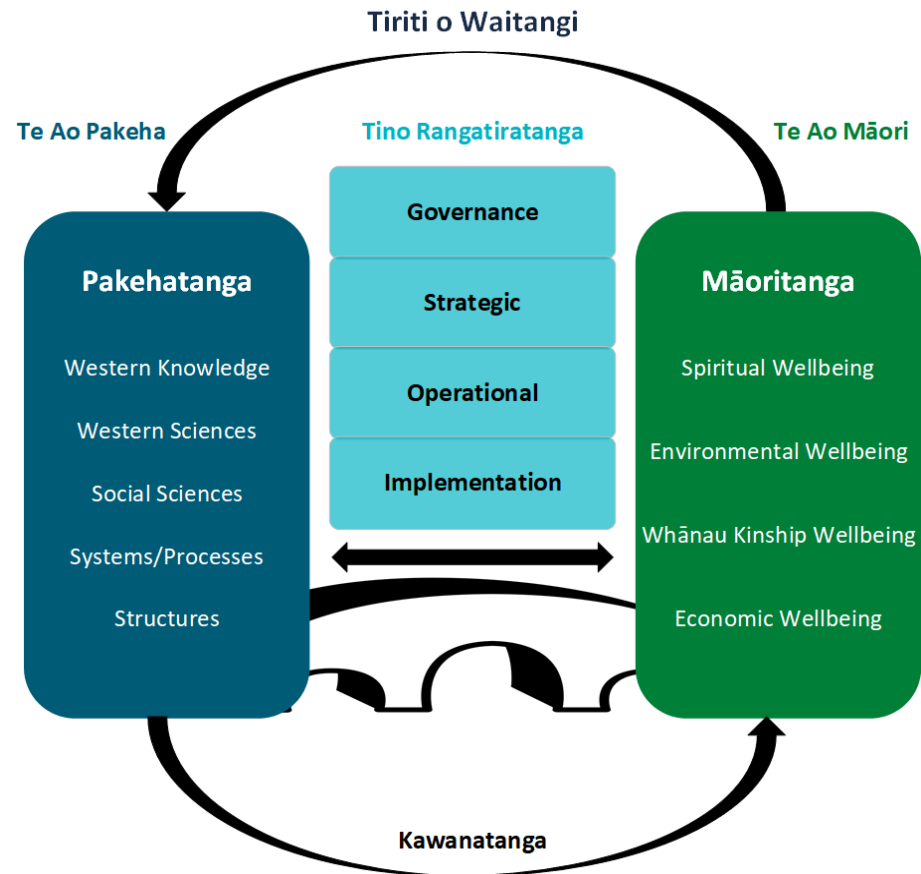 Tiriti o Waitangi
Te Ao Pakeha
Tino Rangatiratanga
Te Ao Māori
Pakehatanga
Western Knowledge
Western Sciences
Social Sciences
Systems/Processes
Structures
Governance
Strategic
Operational
Implementation
Māoritanga
Spiritual Wellbeing
Environmental Wellbeing
Whānau Kinship Wellbeing
Economic Wellbeing
Kawanatanga